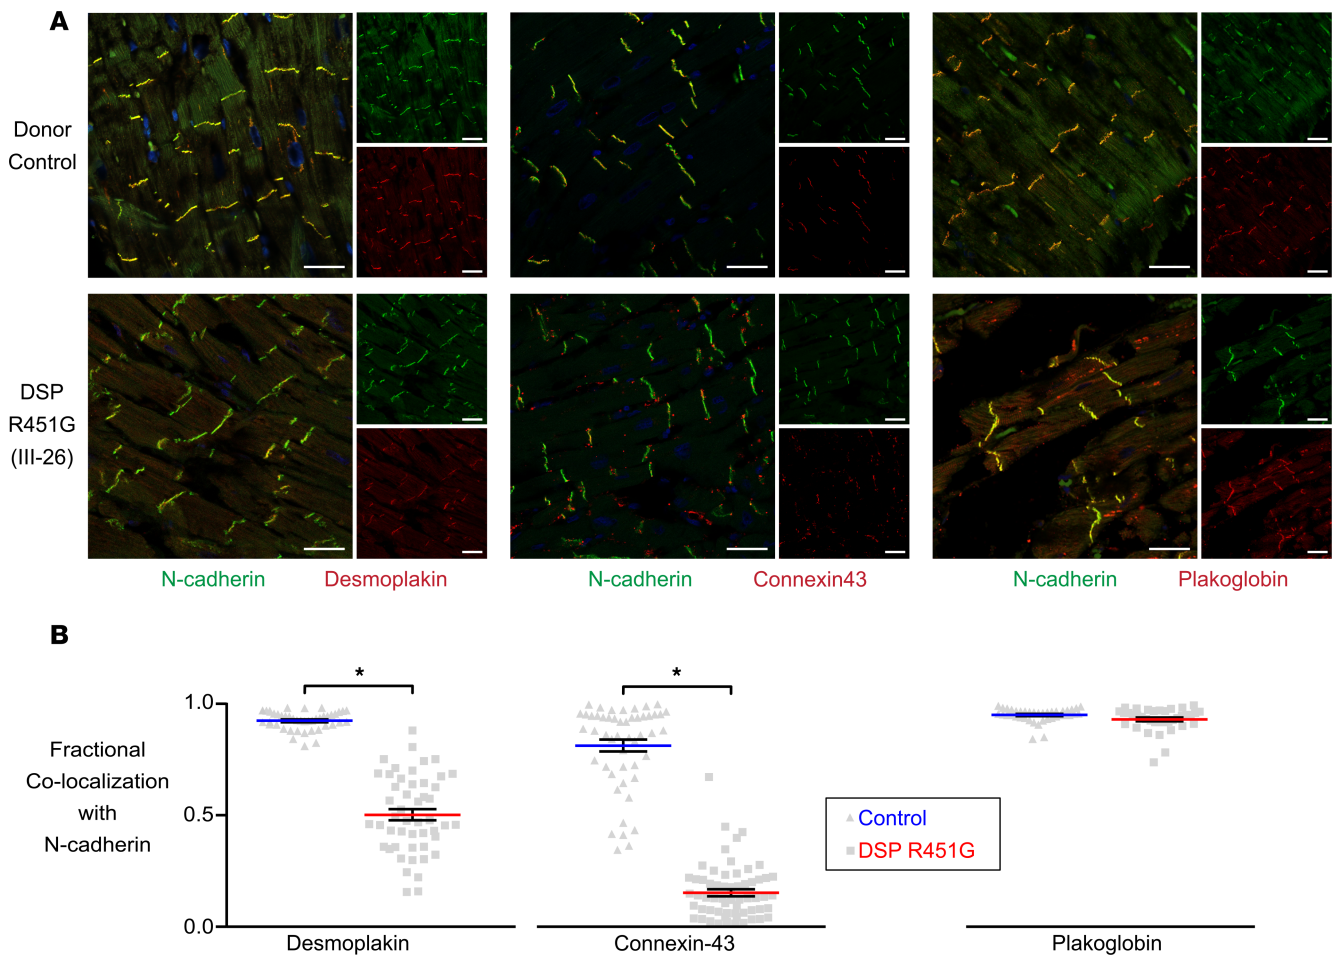 A
Donor
Control
DSP
R451G
(III-26)
N-cadherin Desmoplakin N-cadherin Connexin43 N-cadherin Plakoglobin
B
* *
1.0
0.5
0.0
Fractional
Co-localization
with
N-cadherin
Control
DSP R451G
Desmoplakin Connexin-43 Plakoglobin